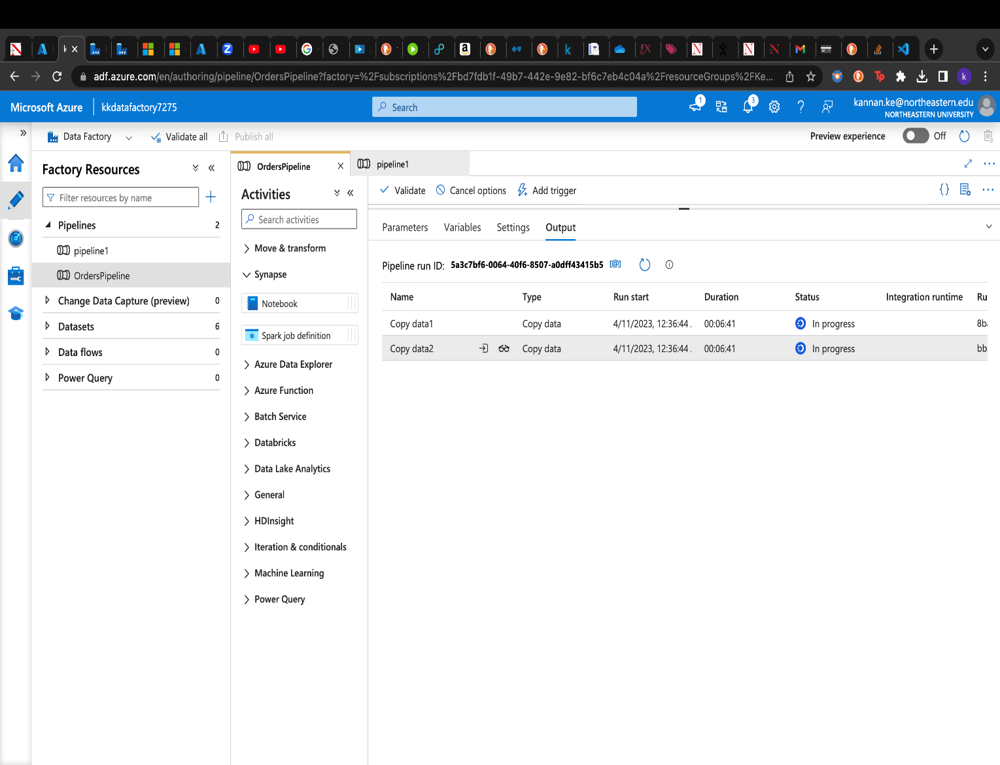 adf.azure.com/en/authoring/pipeline/OrdersPipeline?factory=%2Fsubscriptions%2Fbd7fdb1f-49b7-442e-9e82-bf6c7eb4c04a%2FresourceGroups%2FKe...
Microsoft Azure
kkdatafactory7275
Search
1
3
kannan.ke@northeastern.edu
NORTHEASTERN UNIVERSITY
Data Factory
Validate all
Publish all
Preview experience
Off
Factory Resources
Filter resources by name
Pipelines 2
pipeline1
OrdersPipeline
Change Data Capture (preview) 0
Datasets 6
Data flows 0
Power Query 0
OrdersPipeline
pipeline1
Activities
Search activities
Move & transform
Synapse
Notebook
Spark job definition
Azure Data Explorer
Azure Function
Batch Service
Databricks
Data Lake Analytics
General
HDInsight
Iteration & conditionals
Machine Learning
Power Query
Validate
Cancel options
Add trigger
Parameters
Variables
Settings
Output
Pipeline run ID: 5a3c7bf6-0064-40f6-8507-a0dff43415b5
Name Type Run start Duration Status Integration runtime Ru
Copy data1 Copy data 4/11/2023, 12:36:44 . 00:06:41 In progress 8b
Copy data2 Copy data 4/11/2023, 12:36:44 . 00:06:41 In progress bb